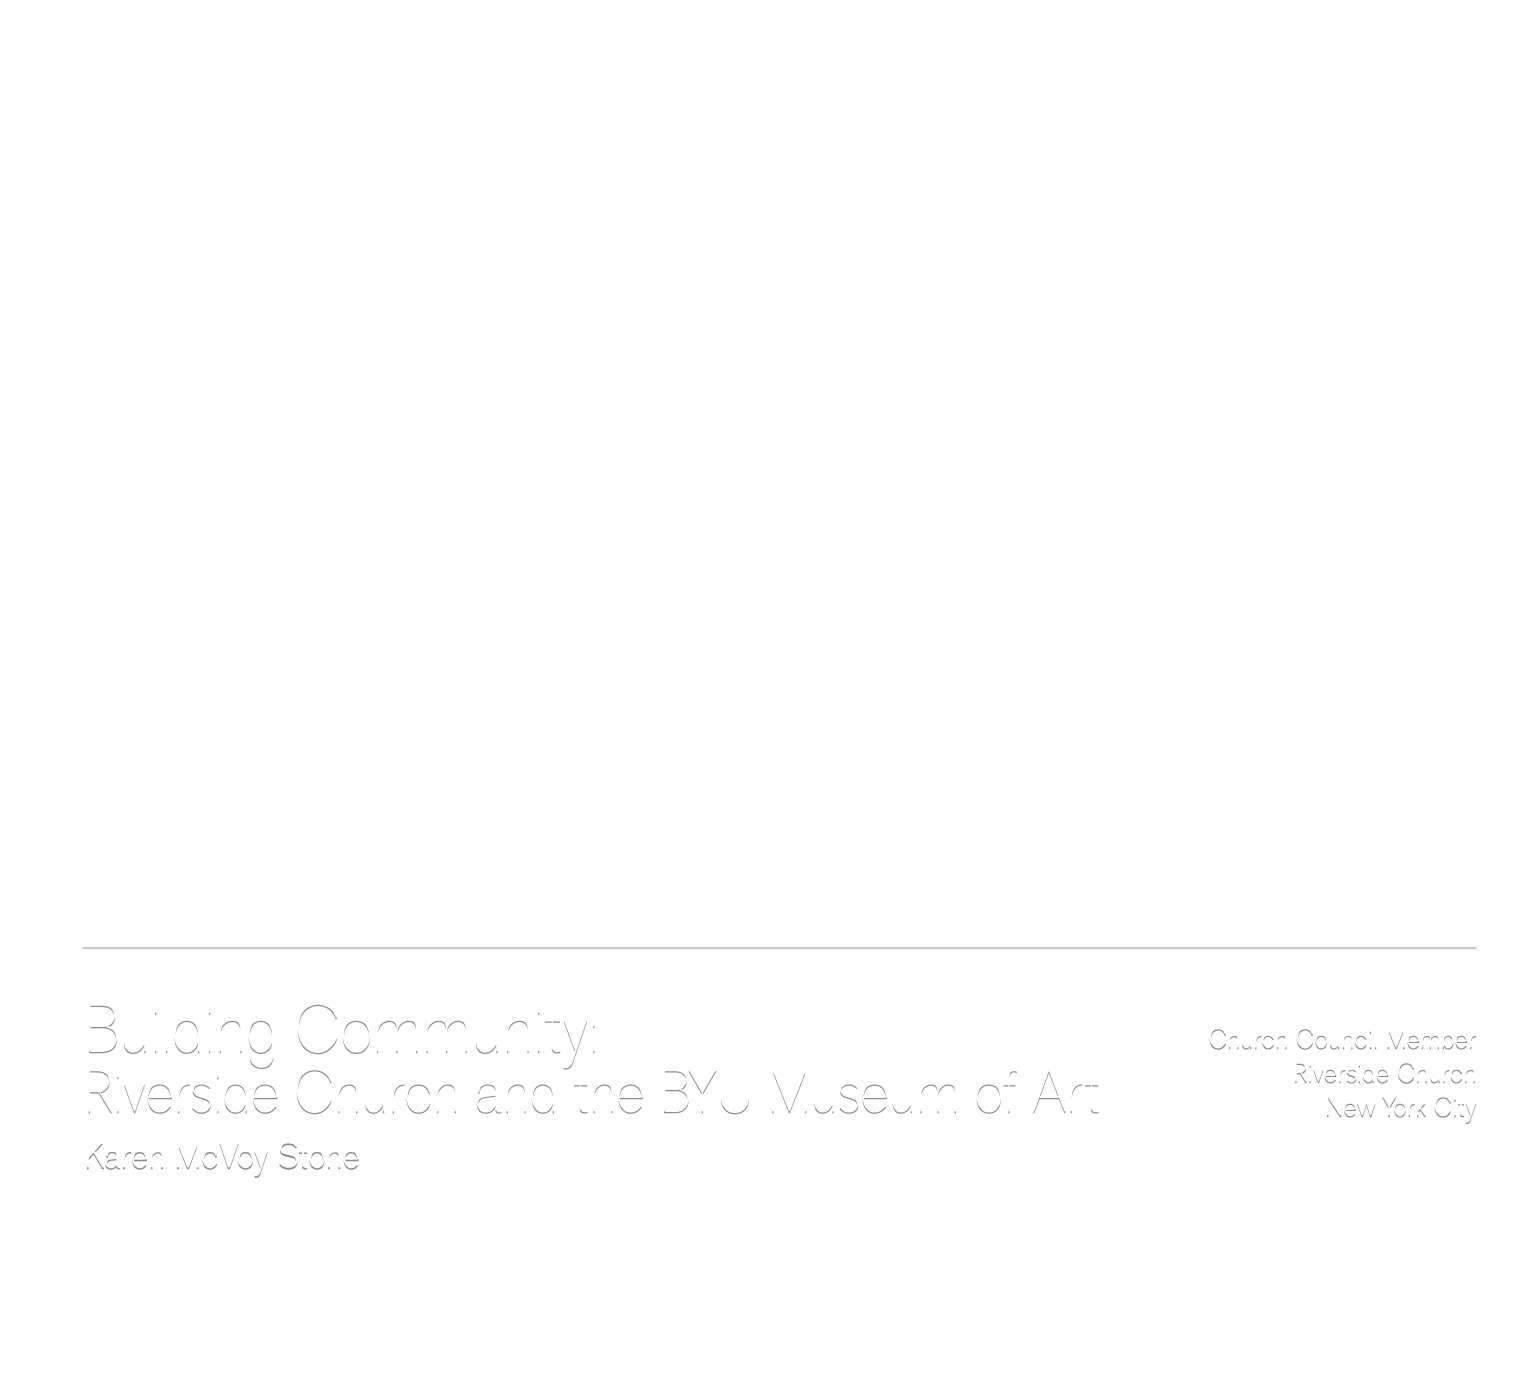 Building Community:
Riverside Church and the BYU Museum of Art
Karen McVoy Stone
Church Council Member
Riverside Church
New York City